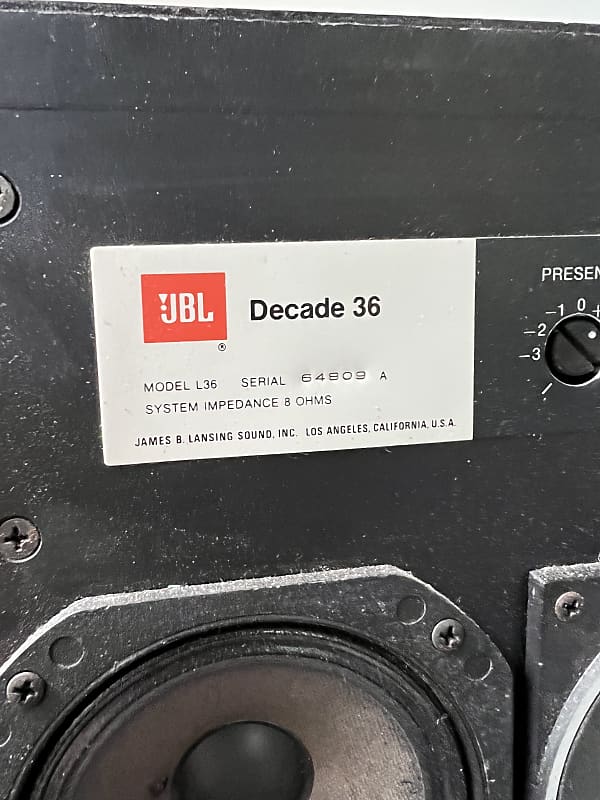 JBL
®
Decade 36
MODEL L36 SERIAL 64809 A
SYSTEM IMPEDANCE 8 OHMS
JAMES B. LANSING SOUND, INC. LOS ANGELES, CALIFORNIA, U.S.A.
PRESEN
-3 -2 -1 0 +